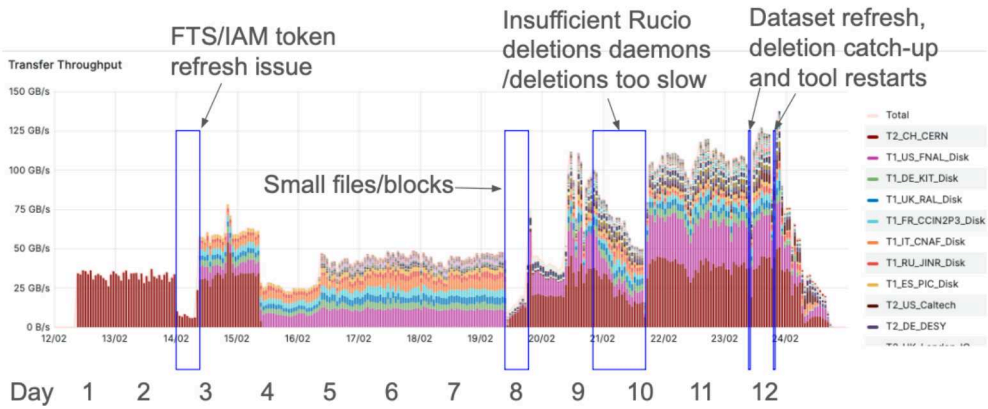 FTS/IAM token
refresh issue
Insufficient Rucio
deletions daemons
/deletions too slow
Dataset refresh,
deletion catch-up
and tool restarts
Transfer Throughput
150 GB/s
125 GB/s
100 GB/s
75 GB/s
50 GB/s
25 GB/s
0 B/s
Small files/blocks
12/02 13/02 14/02 15/02 16/02 17/02 18/02 19/02 20/02 21/02 22/02 23/02 24/02
Total
T2_CH_CERN
T1_US_FNAL_Disk
T1_DE_KIT_Disk
T1_UK_RAL_Disk
T1_FR_CCIN2P3_Disk
T1_IT_CNAF_Disk
T1_RU_JINR_Disk
T1_ES_PIC_Disk
T2_US_Caltech
T2_DE_DESY
Day 1 2 3 4 5 6 7 8 9 10 11 12